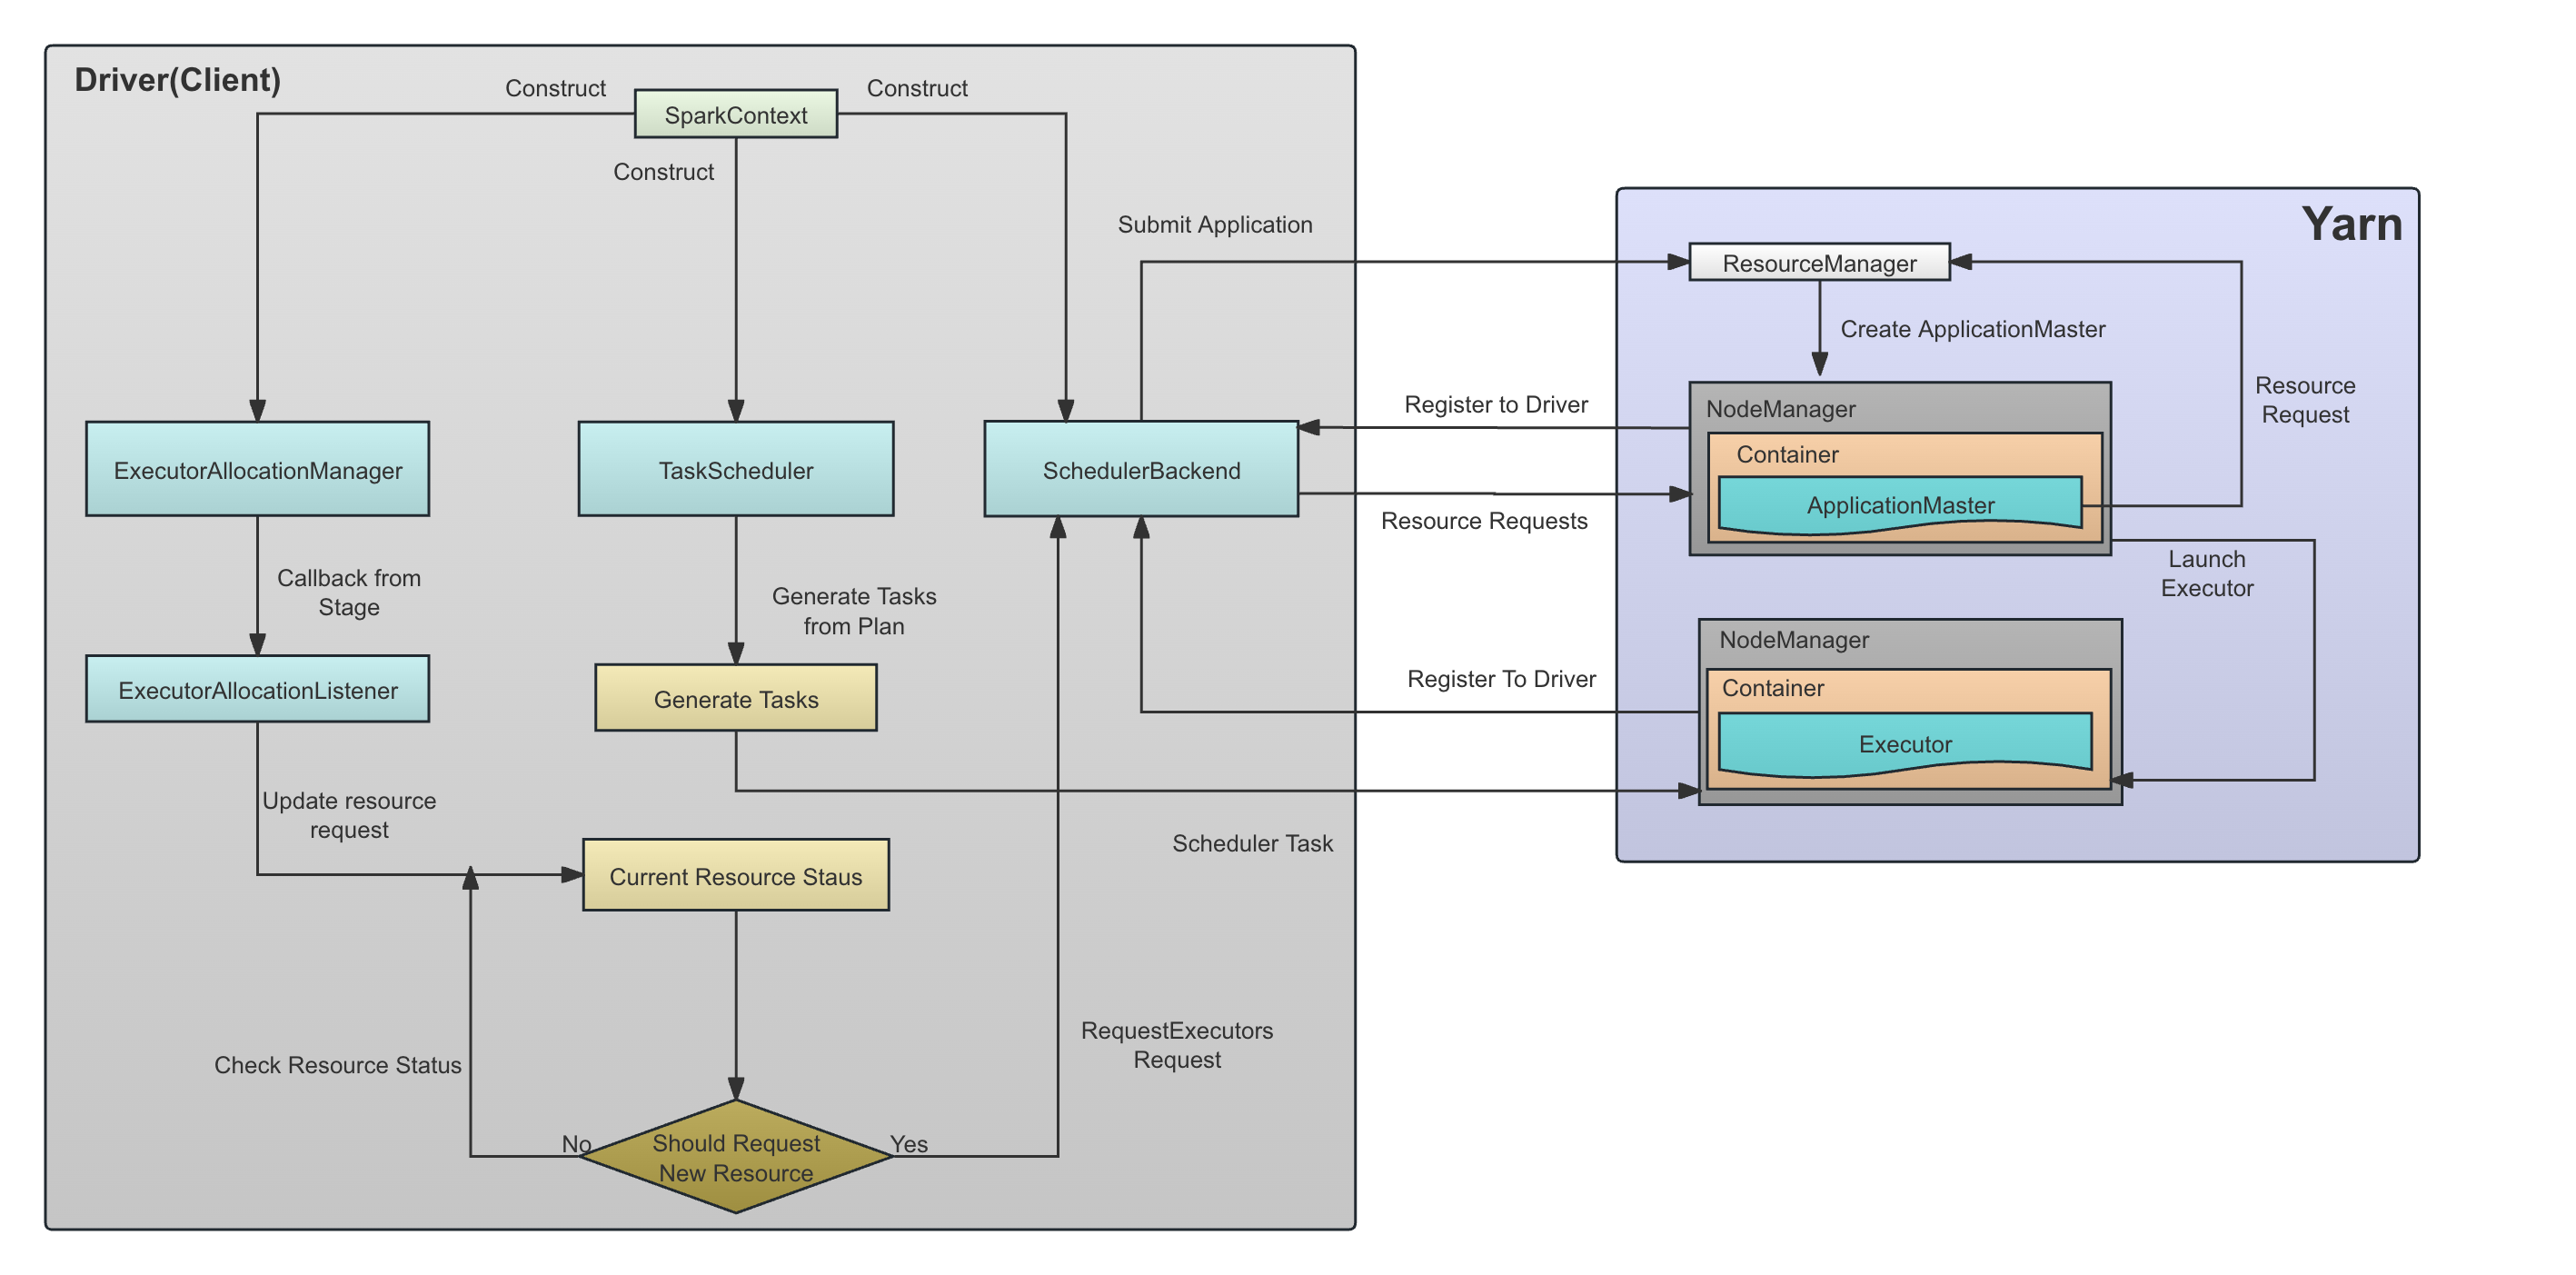 Driver(Client)
Construct
Construct
SparkContext
Construct
Submit Application
Yarn
ResourceManager
Create ApplicationMaster
Resource
Request
Register to Driver
NodeManager
Container
ApplicationMaster
ExecutorAllocationManager
TaskScheduler
SchedulerBackend
Resource Requests
Launch
Executor
Callback from
Stage
Generate Tasks
from Plan
NodeManager
Container
Executor
Register To Driver
ExecutorAllocationListener
Generate Tasks
Update resource
request
Scheduler Task
Current Resource Staus
RequestExecutors
Request
Check Resource Status
No
Should Request
New Resource
Yes